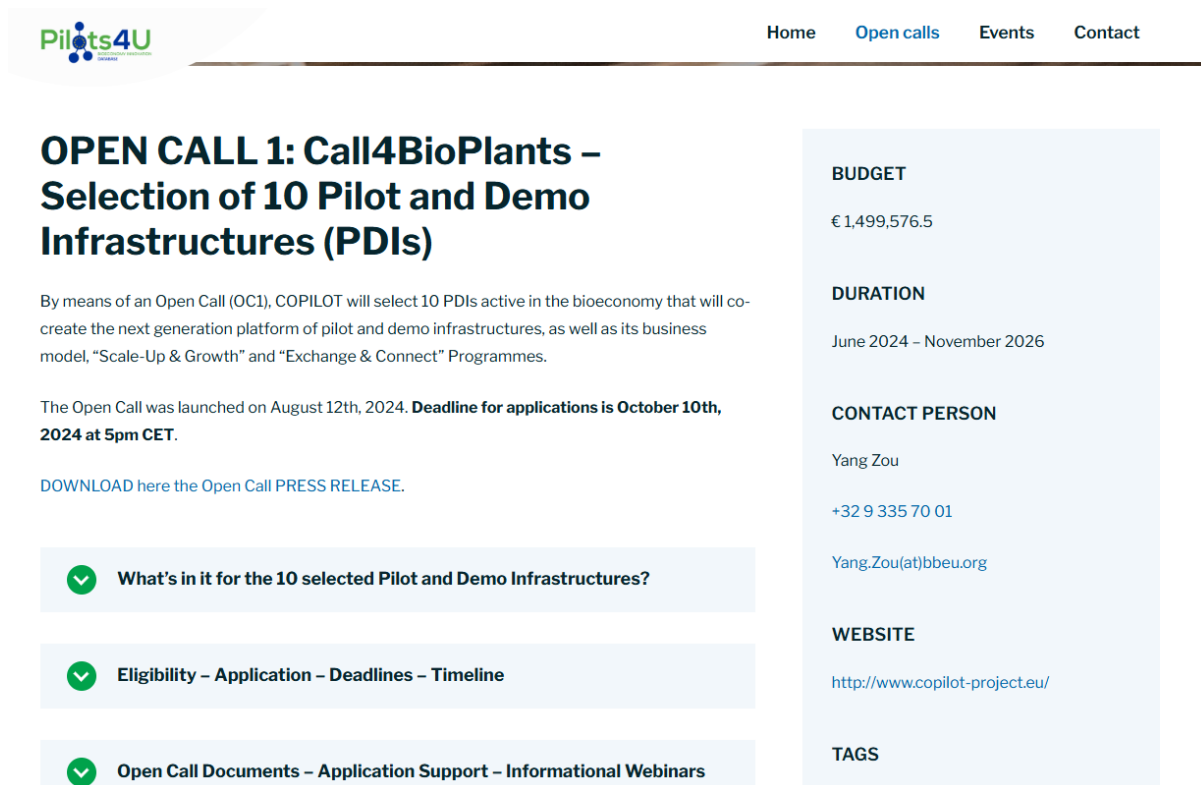 Pilots4U
BIOECONOMY INNOVATION
DATABASE
Home
Open calls
Events
Contact
OPEN CALL 1: Call4BioPlants –
Selection of 10 Pilot and Demo
Infrastructures (PDIs)
By means of an Open Call (OC1), COPILOT will select 10 PDIs active in the bioeconomy that will co-
create the next generation platform of pilot and demo infrastructures, as well as its business
model, “Scale-Up & Growth” and “Exchange & Connect” Programmes.
The Open Call was launched on August 12th, 2024. Deadline for applications is October 10th,
2024 at 5pm CET.
DOWNLOAD here the Open Call PRESS RELEASE.
What’s in it for the 10 selected Pilot and Demo Infrastructures?
Eligibility – Application – Deadlines – Timeline
Open Call Documents – Application Support – Informational Webinars
BUDGET
€ 1,499,576.5
DURATION
June 2024 – November 2026
CONTACT PERSON
Yang Zou
+32 9 335 70 01
Yang.Zou(at)bbeu.org
WEBSITE
http://www.copilot-project.eu/
TAGS